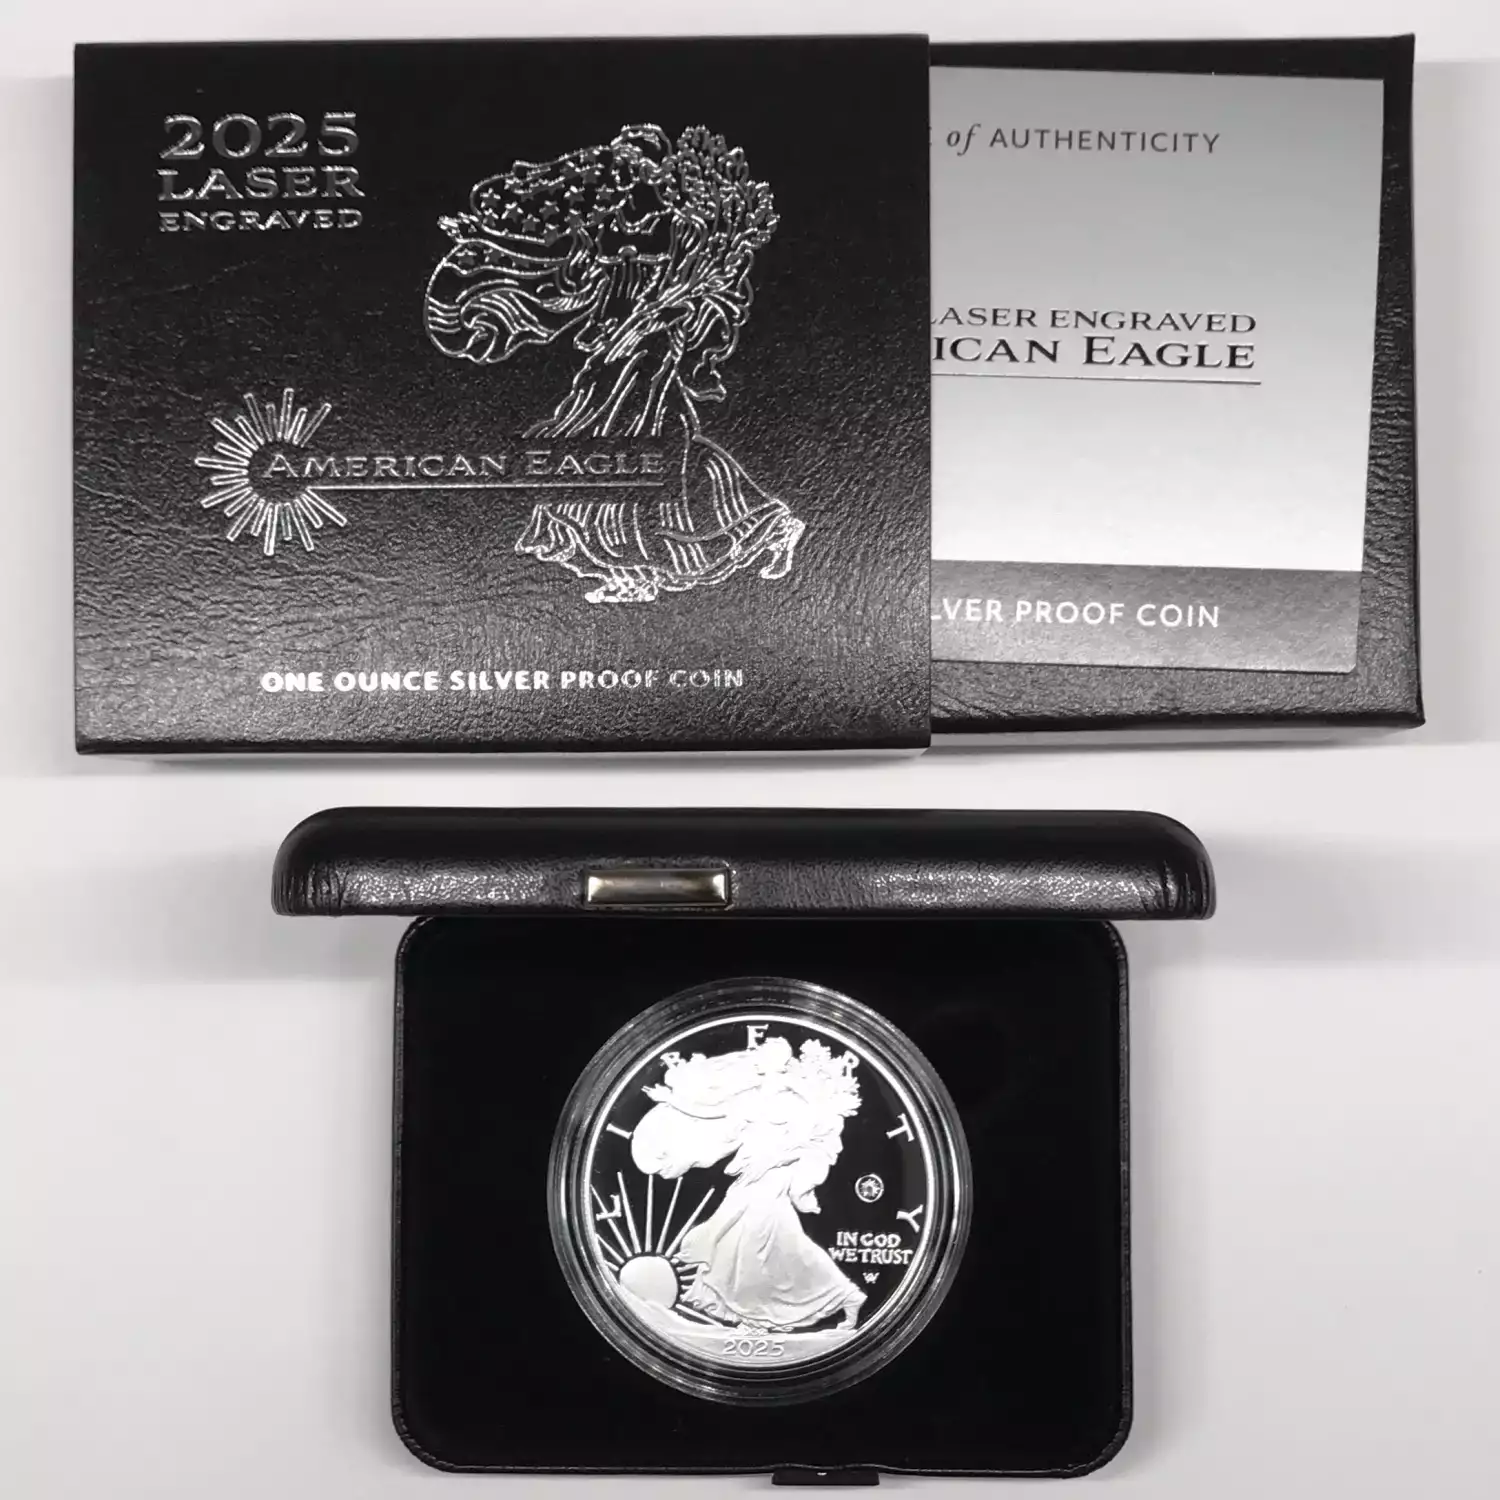 2025
LASER
ENGRAVED
AMERICAN EAGLE
ONE OUNCE SILVER PROOF COIN
of AUTHENTICITY
LASER ENGRAVED
ICAN EAGLE
LVER PROOF COIN
LIBERTY
IN GOD
WE TRUST
2025